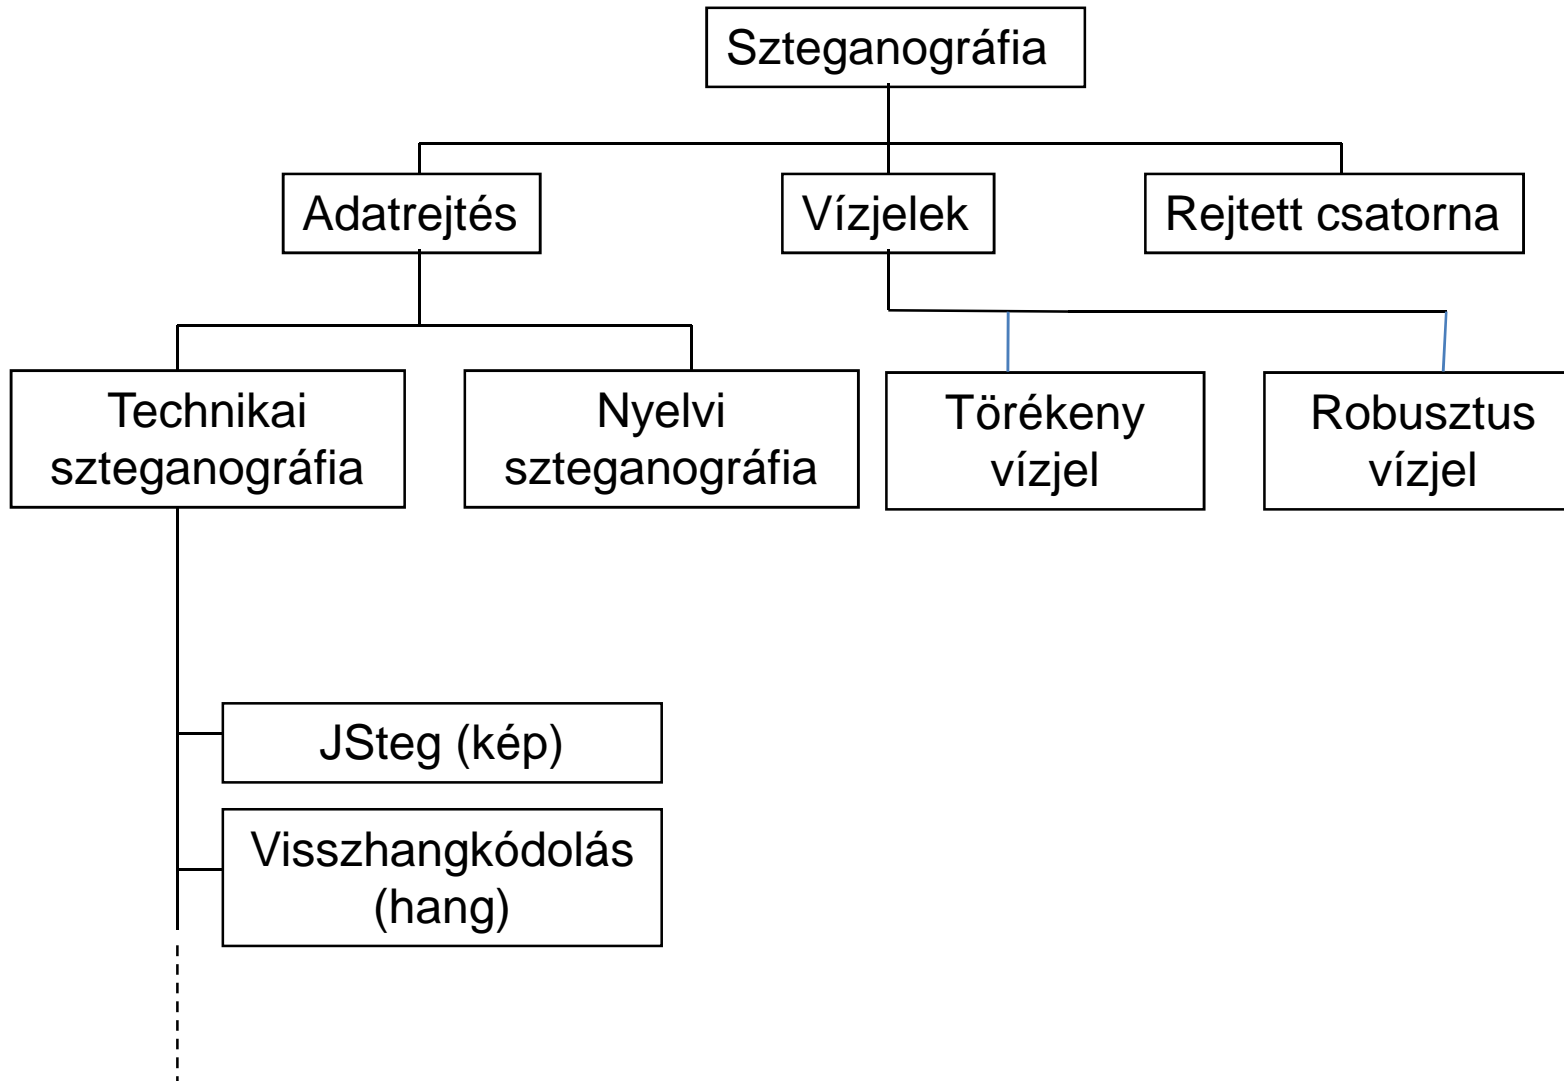 Szteganográfia
Adatrejtés
Vízjelek
Rejtett csatorna
Technikai
szteganográfia
Nyelvi
szteganográfia
Törékeny
vízjel
Robusztus
vízjel
JSteg (kép)
Visszhangkódolás
(hang)